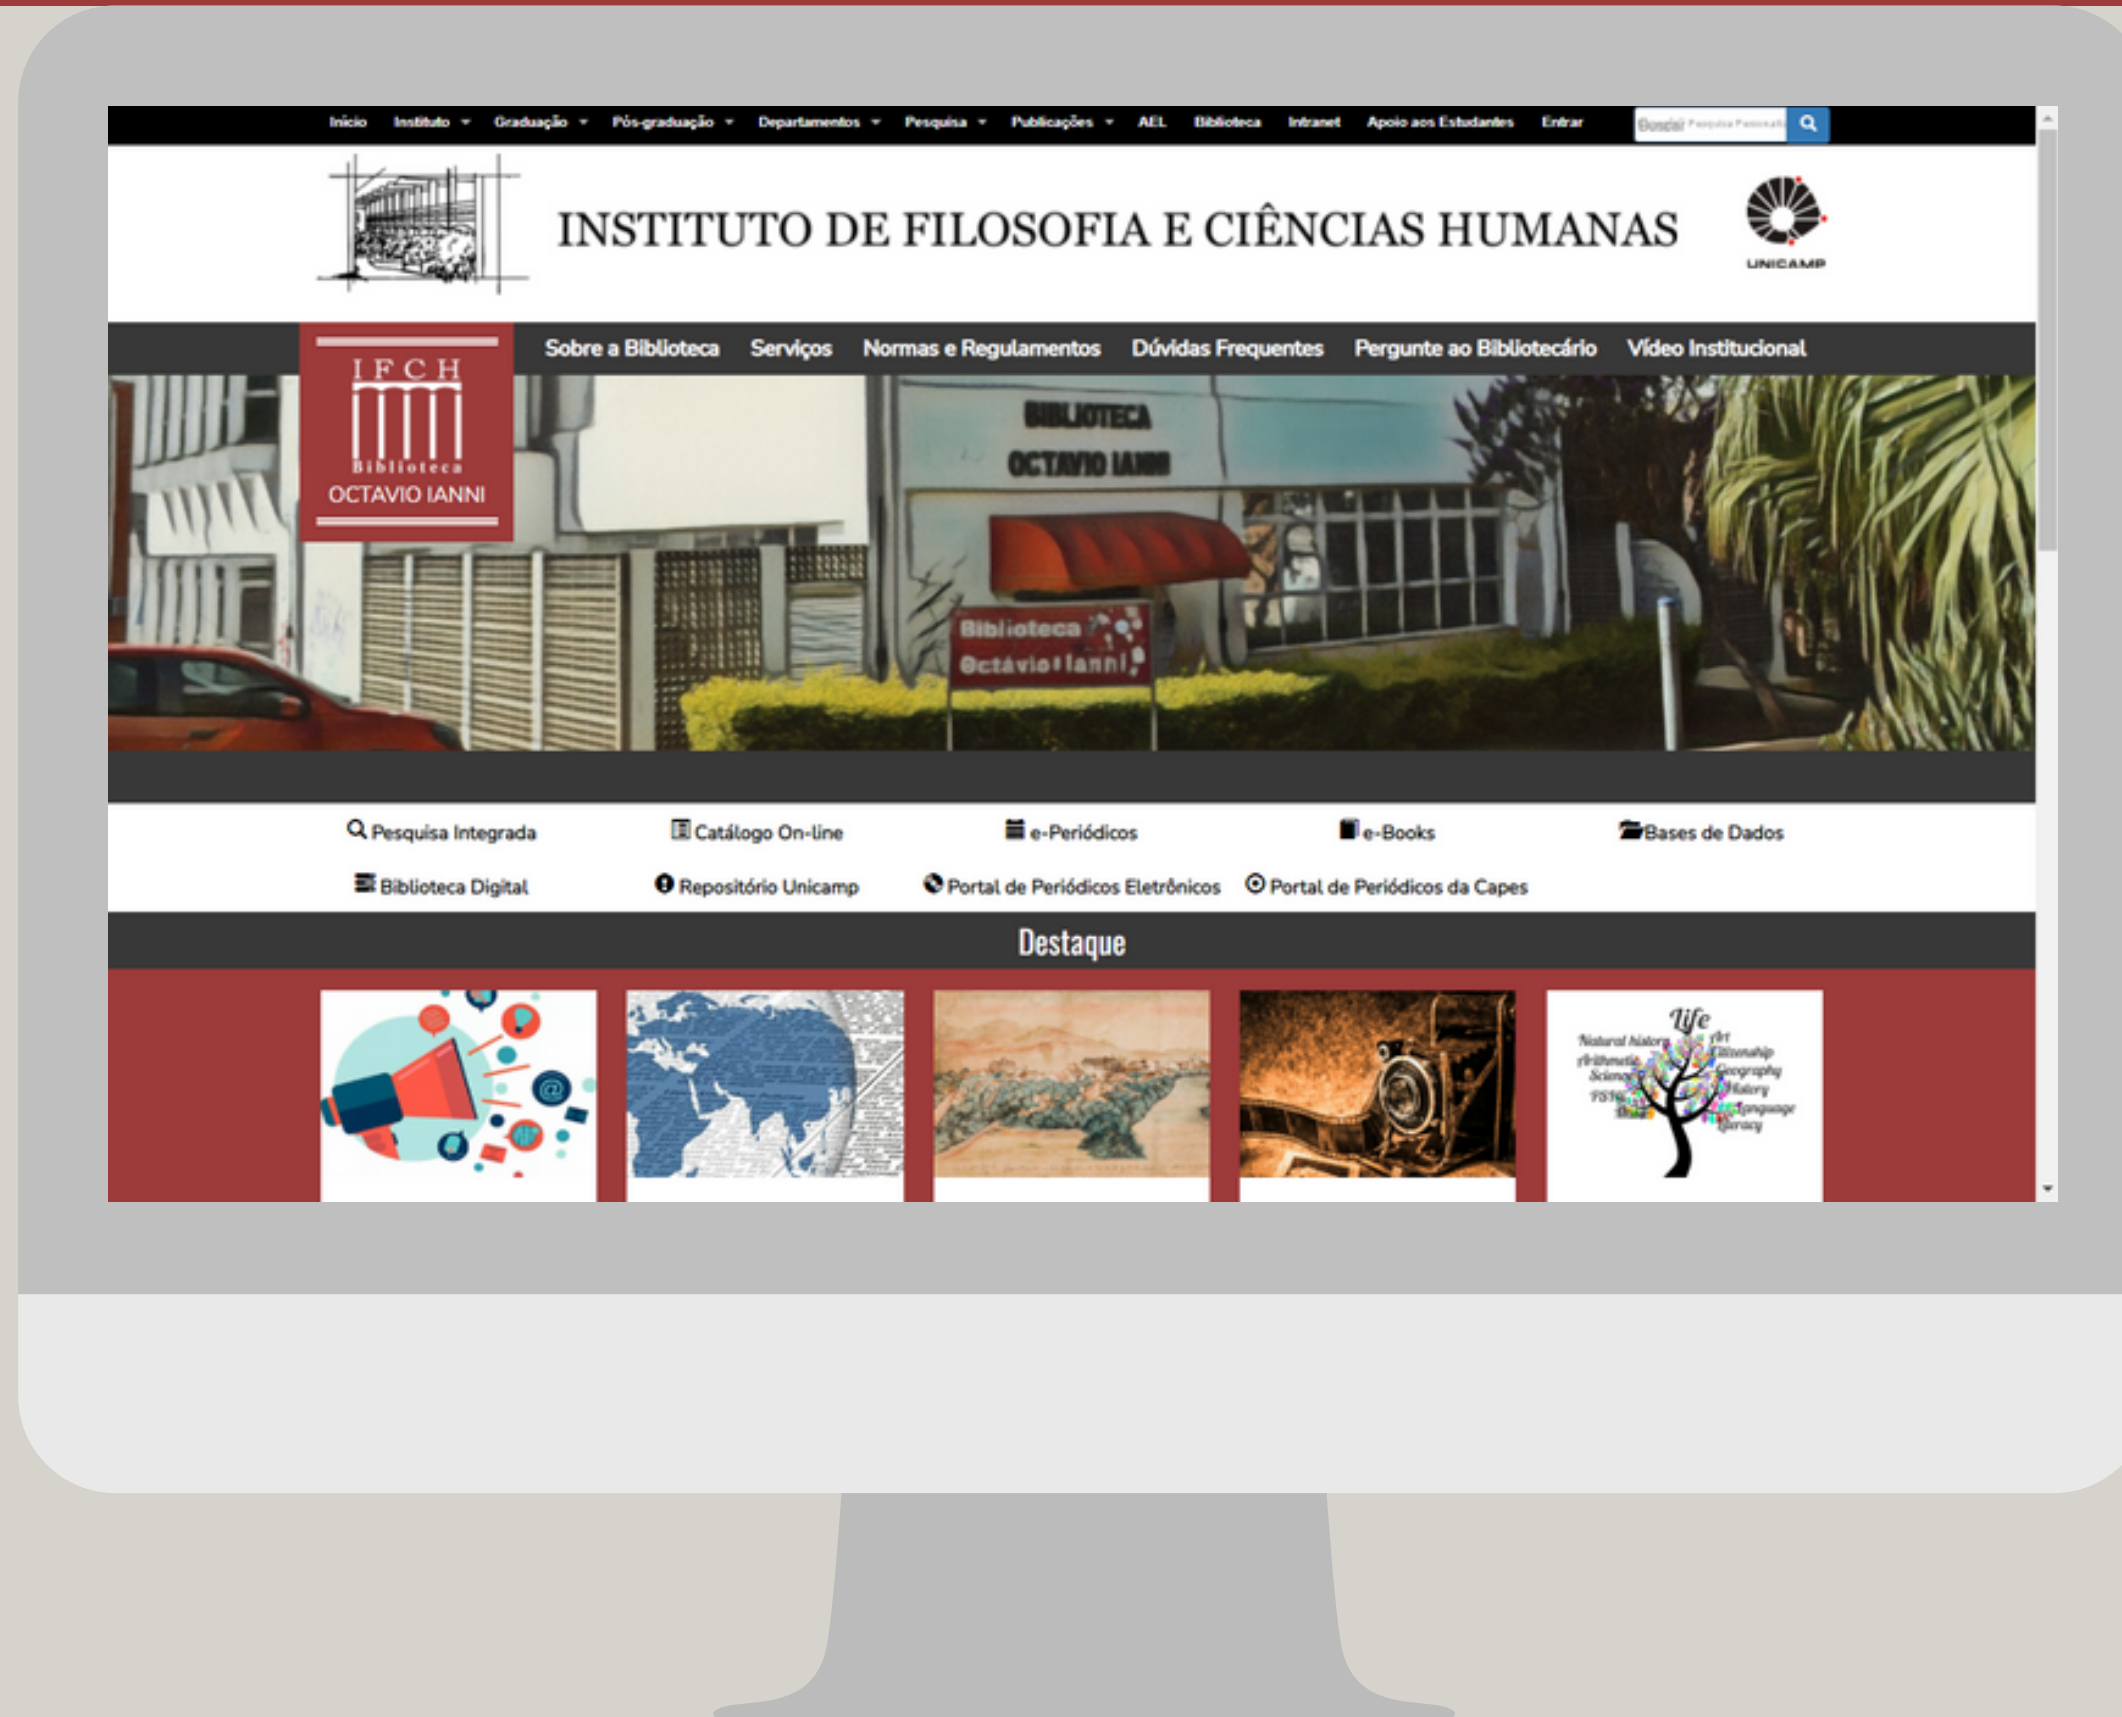 Início Instituto Graduação Pós-graduação Departamentos Pesquisa Publicações AEL Biblioteca Intranet Apoio aos Estudantes Entrar
INSTITUTO DE FILOSOFIA E CIÊNCIAS HUMANAS
UNICAMP
Sobre a Biblioteca Serviços Normas e Regulamentos Dúvidas Frequentes Pergunte ao Bibliotecário Vídeo Institucional
IFCH
Biblioteca
OCTAVIO IANNI
BIBLIOTECA
OCTAVIO IANNI
Biblioteca
Octávio Ianni
Pesquisa Integrada Catálogo On-line e-Periódicos e-Books Bases de Dados
Biblioteca Digital Repositório Unicamp Portal de Periódicos Eletrônicos Portal de Periódicos da Capes
Destaque
Life
Natural history Art
Arithmetic Citizenship
Science Geography
History
Language
Literacy